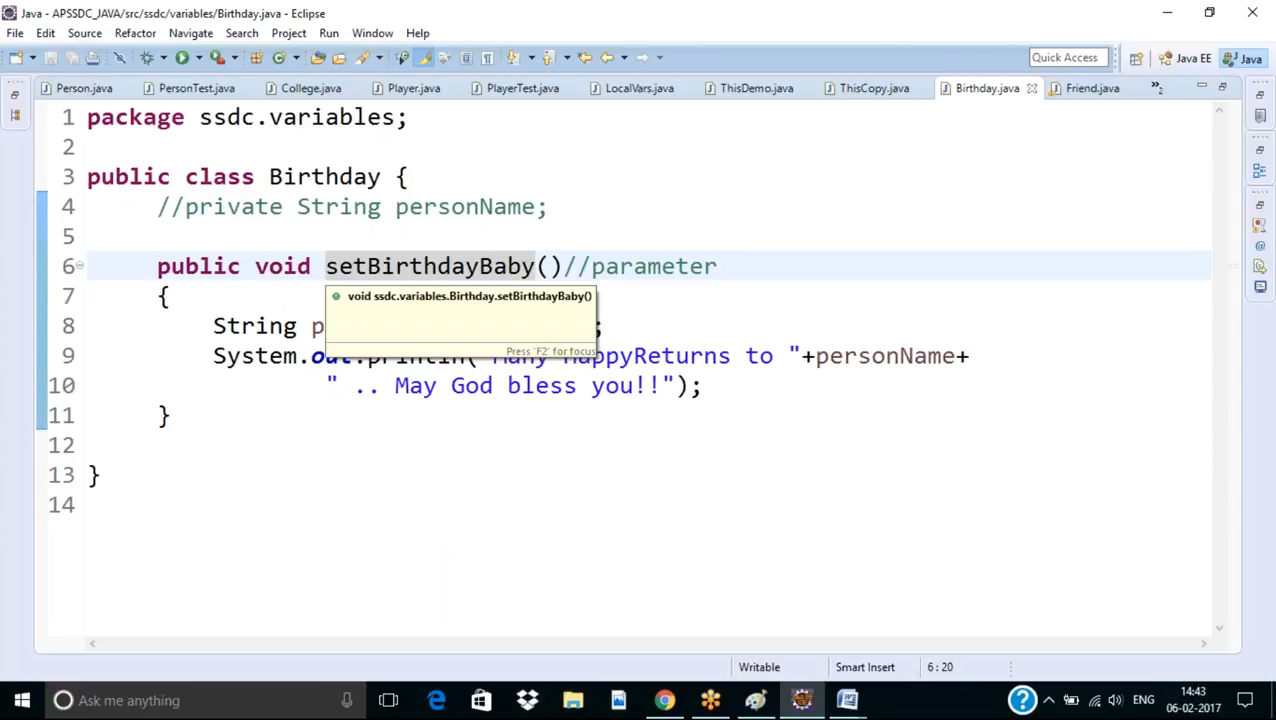 Java - APSSDC_JAVA/src/ssdc/variables/Birthday.java - Eclipse
File Edit Source Refactor Navigate Search Project Run Window Help
Quick Access Java EE Java
Person.java PersonTest.java College.java Player.java PlayerTest.java LocalVars.java ThisDemo.java ThisCopy.java Birthday.java Friend.java »2
1 package ssdc.variables;
2
3 public class Birthday {
4 //private String personName;
5
6 public void setBirthdayBaby()//parameter
7 {
void ssdc.variables.Birthday.setBirthdayBaby()
8 String p ;
Press 'F2' for focus
9 System.out.println("Many HappyReturns to "+personName+
10 " .. May God bless you!!");
11 }
12
13 }
14
Writable Smart Insert 6 : 20
Ask me anything ? ENG 14:43
06-02-2017